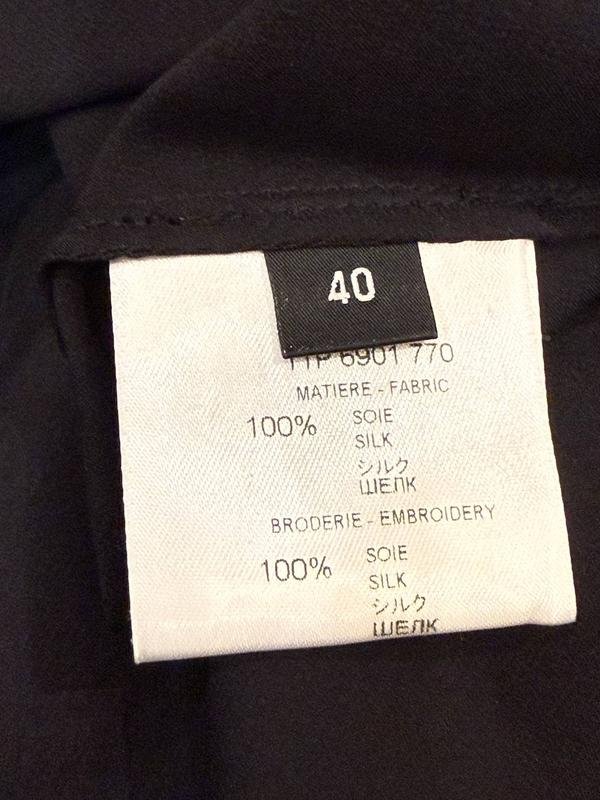 40
11P 6901 770
MATIERE - FABRIC
100% SOIE
SILK
シルク
ШЕЛК
BRODERIE - EMBROIDERY
100% SOIE
SILK
シルク
ШЕЛК